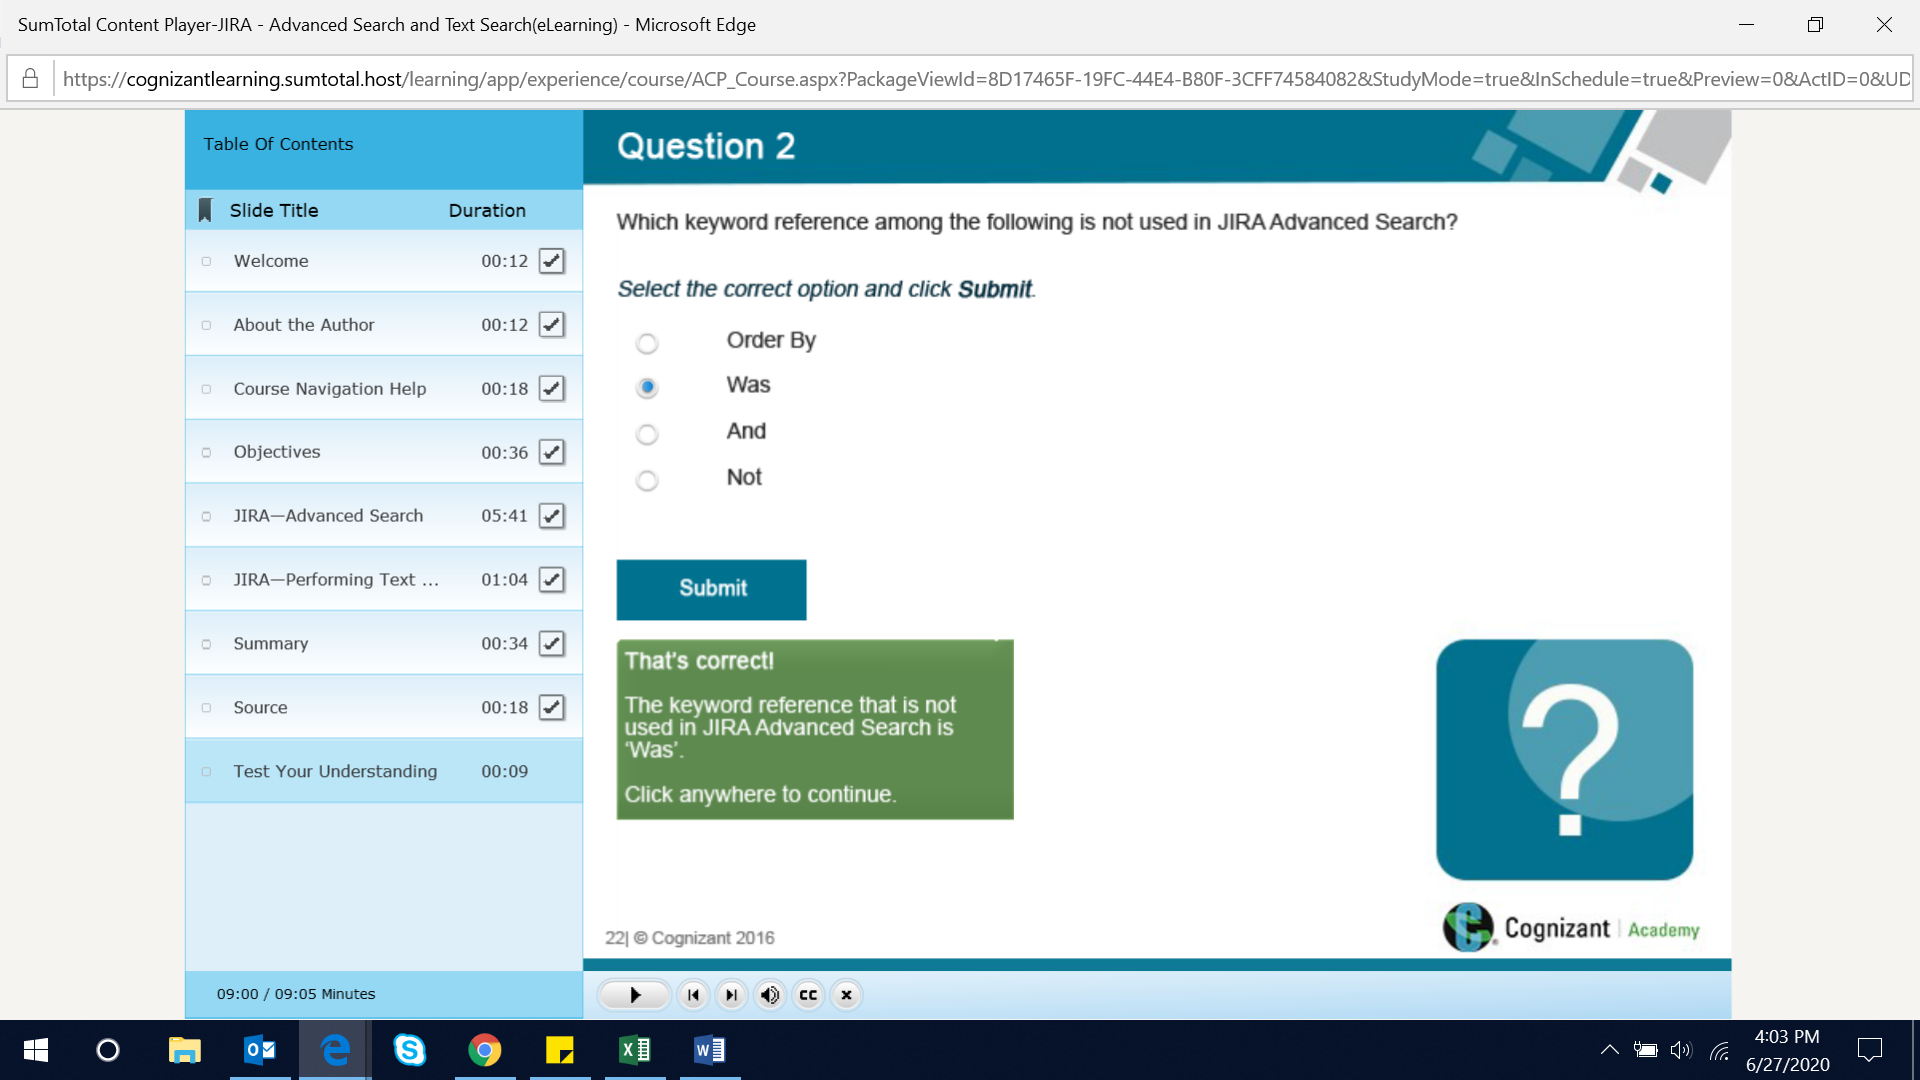 SumTotal Content Player-JIRA - Advanced Search and Text Search(eLearning) - Microsoft Edge
https://cognizantlearning.sumtotal.host/learning/app/experience/course/ACP_Course.aspx?PackageViewId=8D17465F-19FC-44E4-B80F-3CFF74584082&StudyMode=true&InSchedule=true&Preview=0&ActID=0&UD
Table Of Contents
Slide Title Duration
Welcome 00:12
About the Author 00:12
Course Navigation Help 00:18
Objectives 00:36
JIRA—Advanced Search 05:41
JIRA—Performing Text ... 01:04
Summary 00:34
Source 00:18
Test Your Understanding 00:09
09:00 / 09:05 Minutes
Question 2
Which keyword reference among the following is not used in JIRA Advanced Search?
Select the correct option and click Submit.
Order By
Was
And
Not
Submit
That's correct!
The keyword reference that is not
used in JIRA Advanced Search is
‘Was’.
Click anywhere to continue.
?
22| © Cognizant 2016
Cognizant | Academy
CC
4:03 PM
6/27/2020